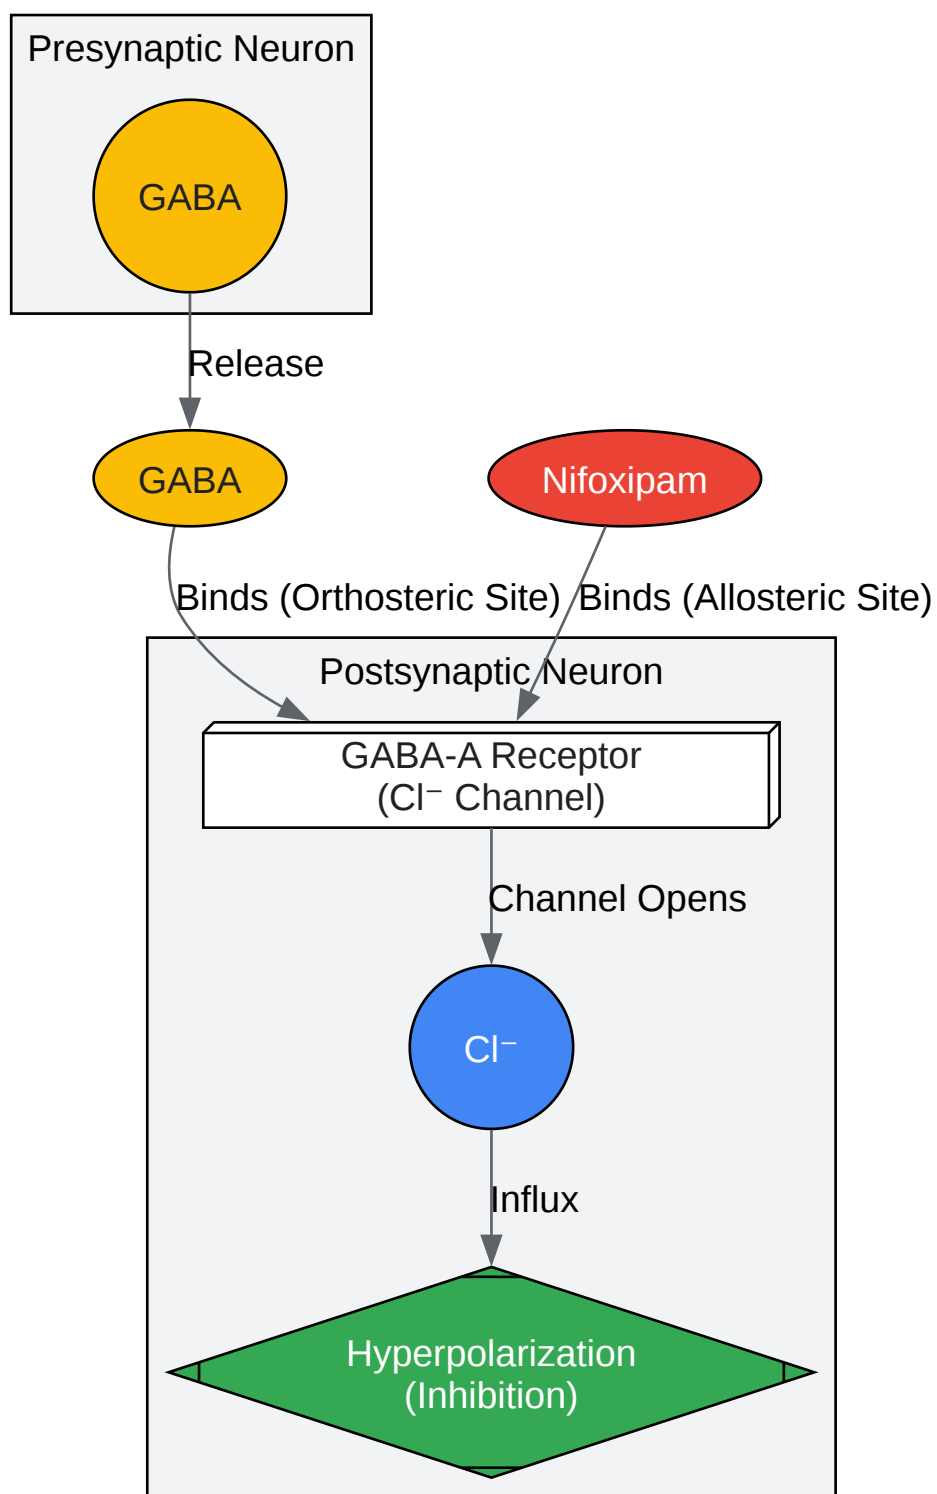 Presynaptic Neuron
GABA
Release
GABA
Nifoxipam
Binds (Orthosteric Site)
Binds (Allosteric Site)
Postsynaptic Neuron
GABA-A Receptor
(Cl⁻ Channel)
Channel Opens
Cl⁻
Influx
Hyperpolarization
(Inhibition)